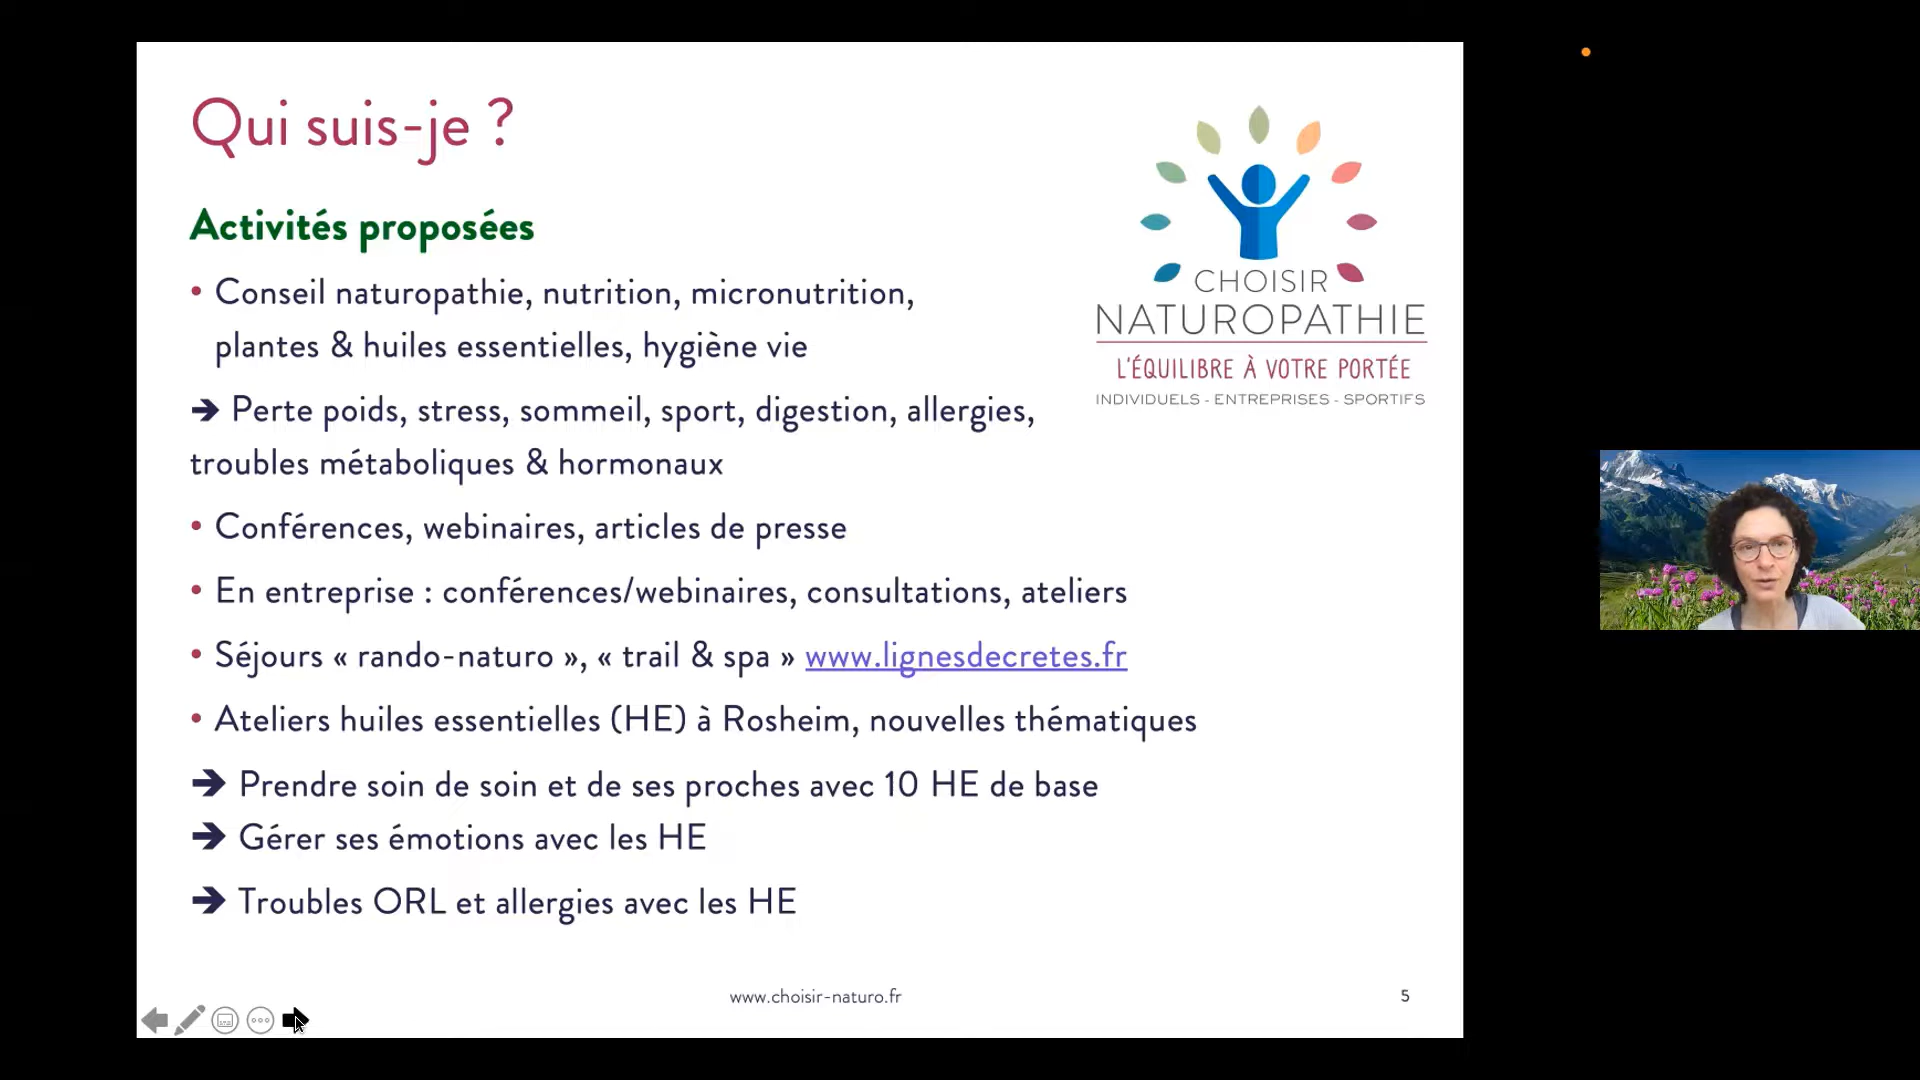 Qui suis-je ?
Activités proposées
• Conseil naturopathie, nutrition, micronutrition,
plantes & huiles essentielles, hygiène vie
➔ Perte poids, stress, sommeil, sport, digestion, allergies,
troubles métaboliques & hormonaux
• Conférences, webinaires, articles de presse
• En entreprise : conférences/webinaires, consultations, ateliers
• Séjours « rando-naturo », « trail & spa » www.lignesdecretes.fr
• Ateliers huiles essentielles (HE) à Rosheim, nouvelles thématiques
➔ Prendre soin de soin et de ses proches avec 10 HE de base
➔ Gérer ses émotions avec les HE
➔ Troubles ORL et allergies avec les HE
CHOISIR
NATUROPATHIE
L'ÉQUILIBRE À VOTRE PORTÉE
INDIVIDUELS - ENTREPRISES - SPORTIFS
www.choisir-naturo.fr
5